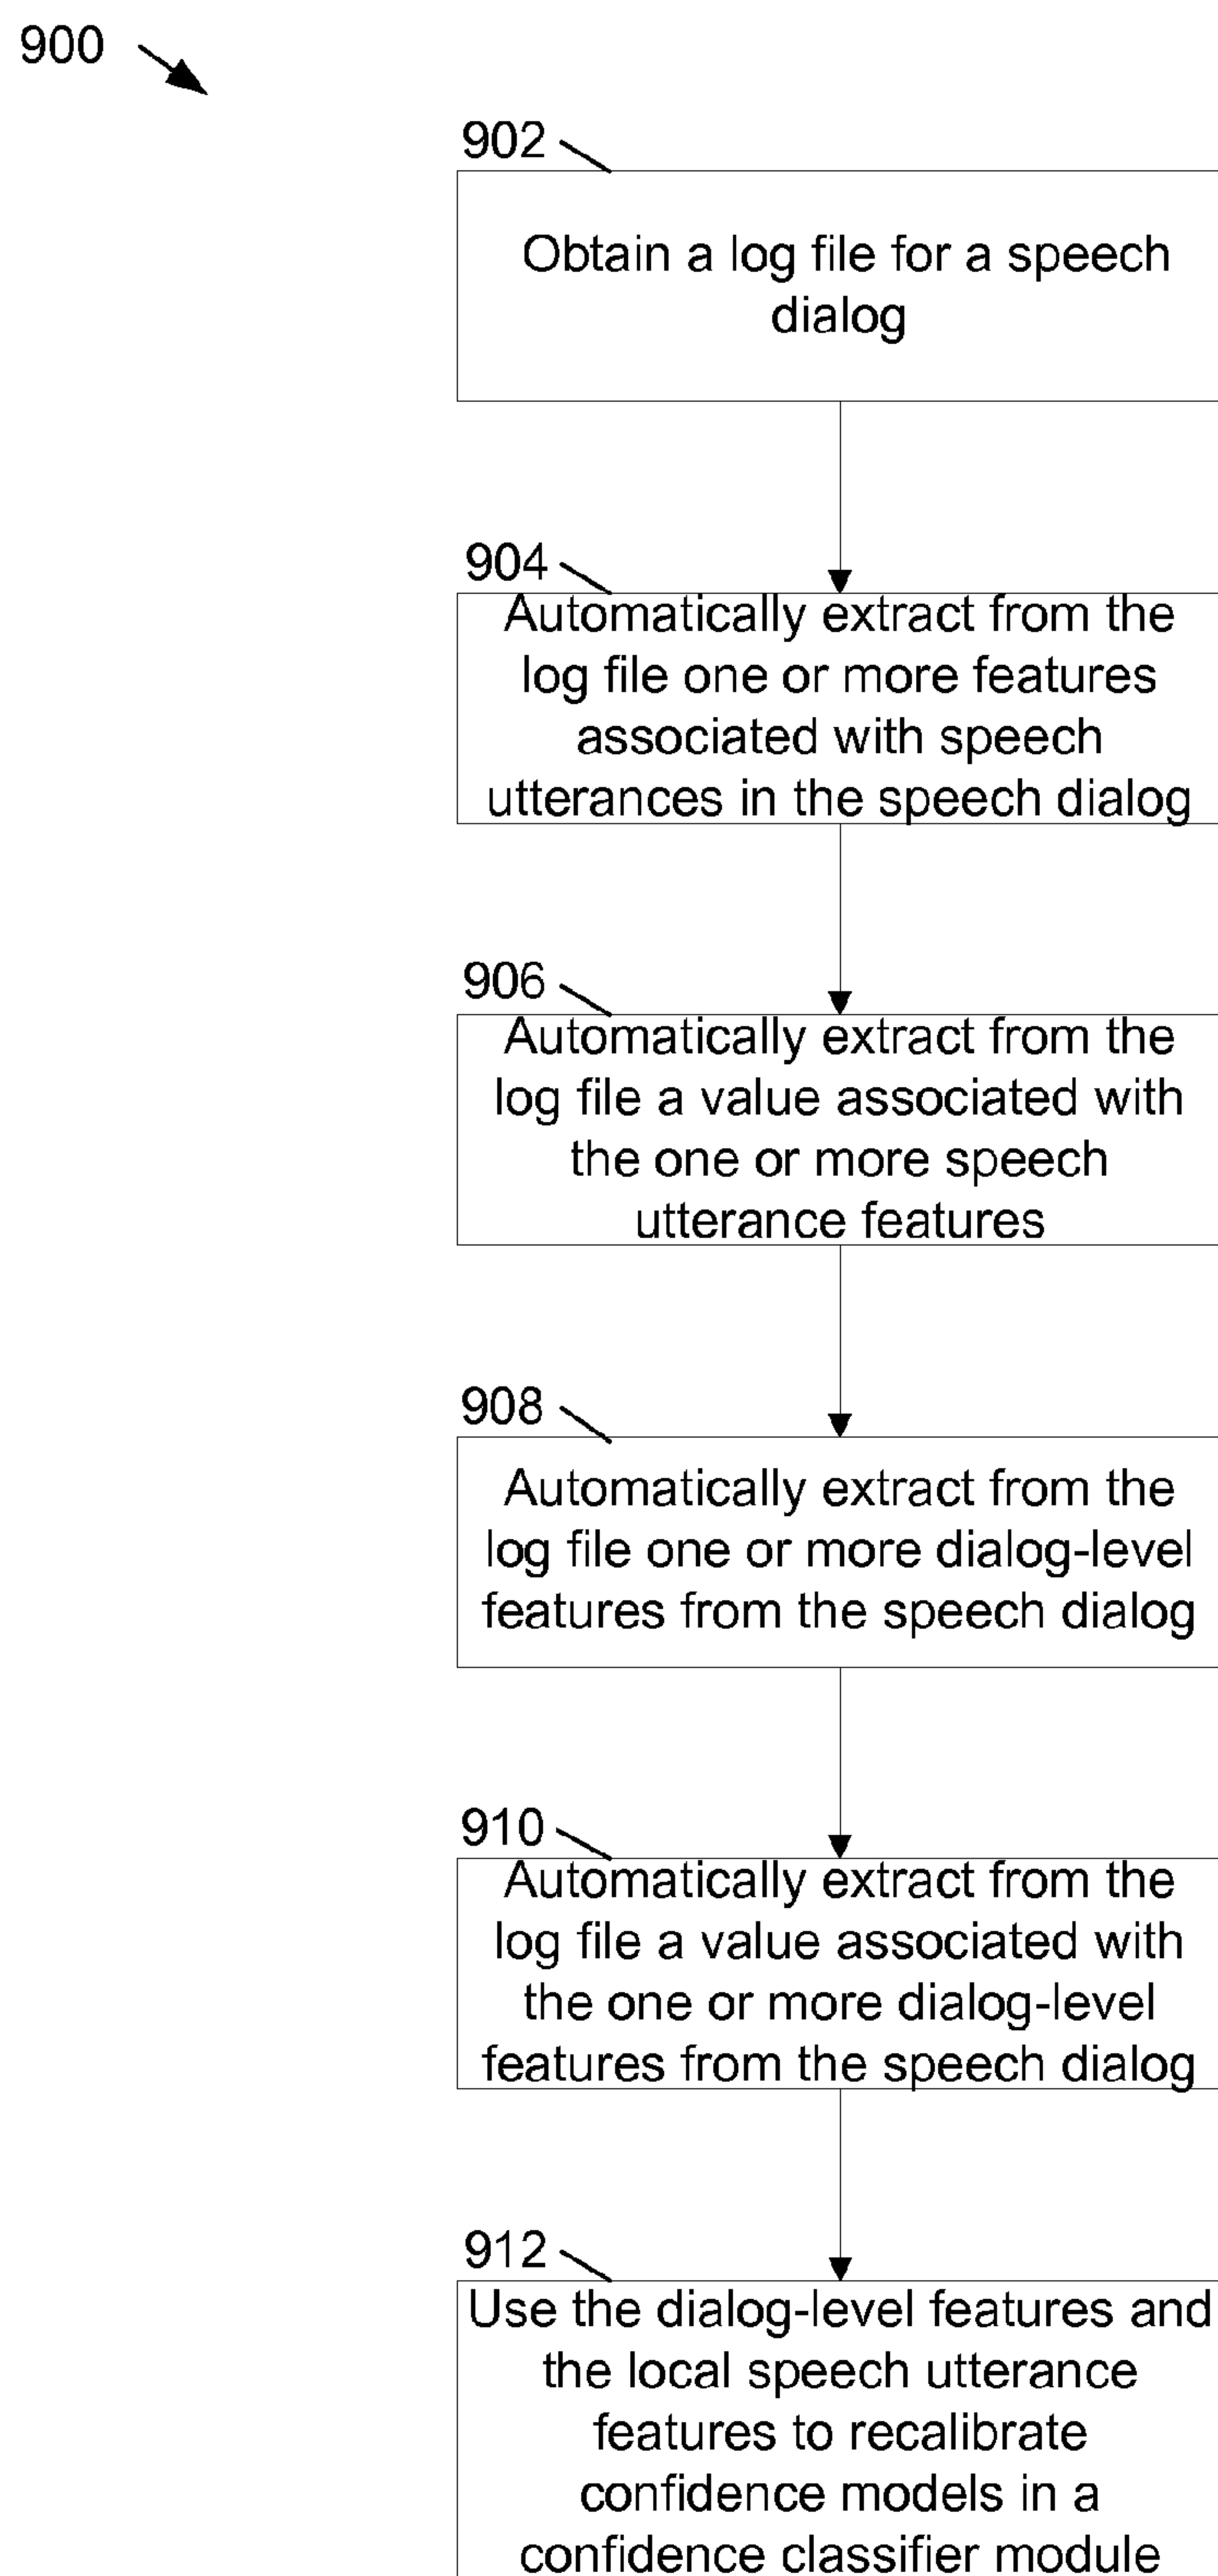 900
902
Obtain a log file for a speech
dialog
904
Automatically extract from the
log file one or more features
associated with speech
utterances in the speech dialog
906
Automatically extract from the
log file a value associated with
the one or more speech
utterance features
908
Automatically extract from the
log file one or more dialog-level
features from the speech dialog
910
Automatically extract from the
log file a value associated with
the one or more dialog-level
features from the speech dialog
912
Use the dialog-level features and
the local speech utterance
features to recalibrate
confidence models in a
confidence classifier module